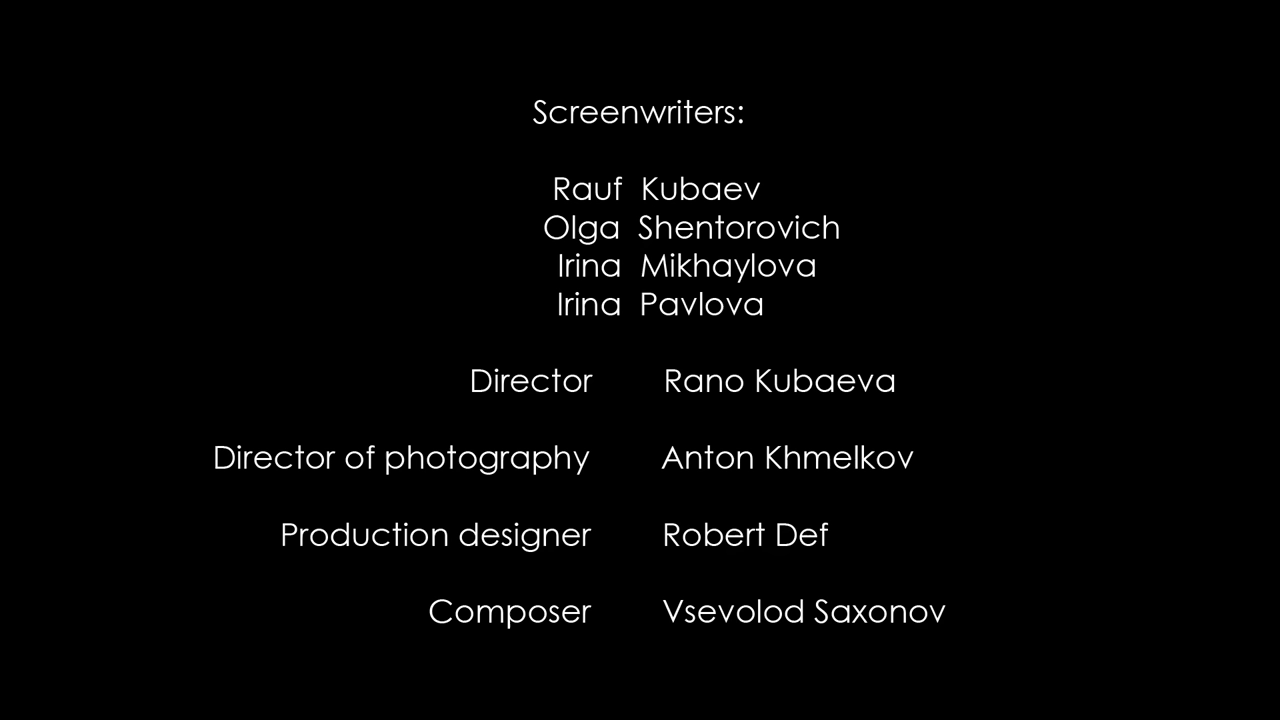 Screenwriters:
Rauf Kubaev
Olga Shentorovich
Irina Mikhaylova
Irina Pavlova
Director Rano Kubaeva
Director of photography Anton Khmelkov
Production designer Robert Def
Composer Vsevolod Saxonov